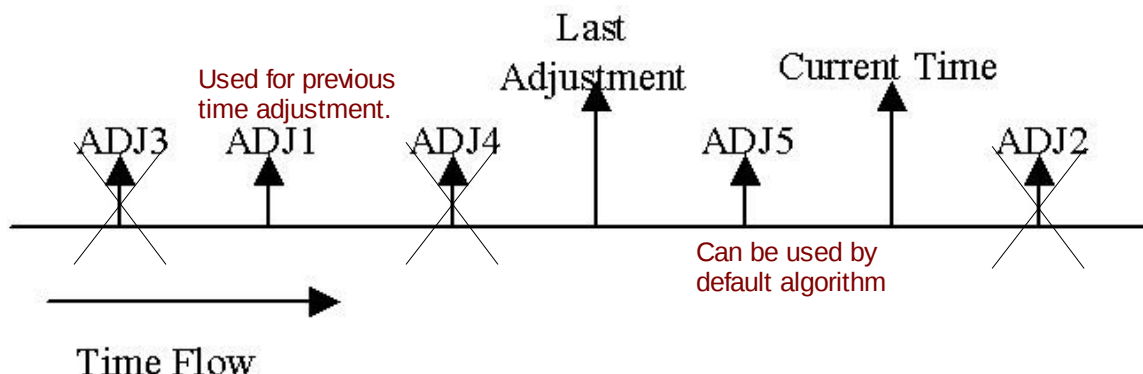 Last
Adjustment
Current Time
Used for previous
time adjustment.
ADJ3
ADJ1
ADJ4
ADJ5
ADJ2
Can be used by
default algorithm
Time Flow